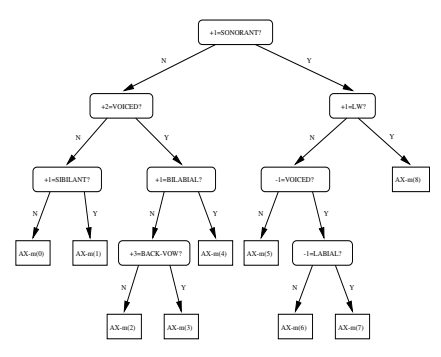 +1=SONORANT?
N
Y
+2=VOICED?
+1=LW?
N
Y
N
Y
+1=SIBILANT?
+1=BILABIAL?
-1=VOICED?
AX-m(8)
N
Y
N
Y
N
Y
AX-m(0)
AX-m(1)
+3=BACK-VOW?
AX-m(4)
AX-m(5)
-1=LABIAL?
N
Y
N
Y
AX-m(2)
AX-m(3)
AX-m(6)
AX-m(7)